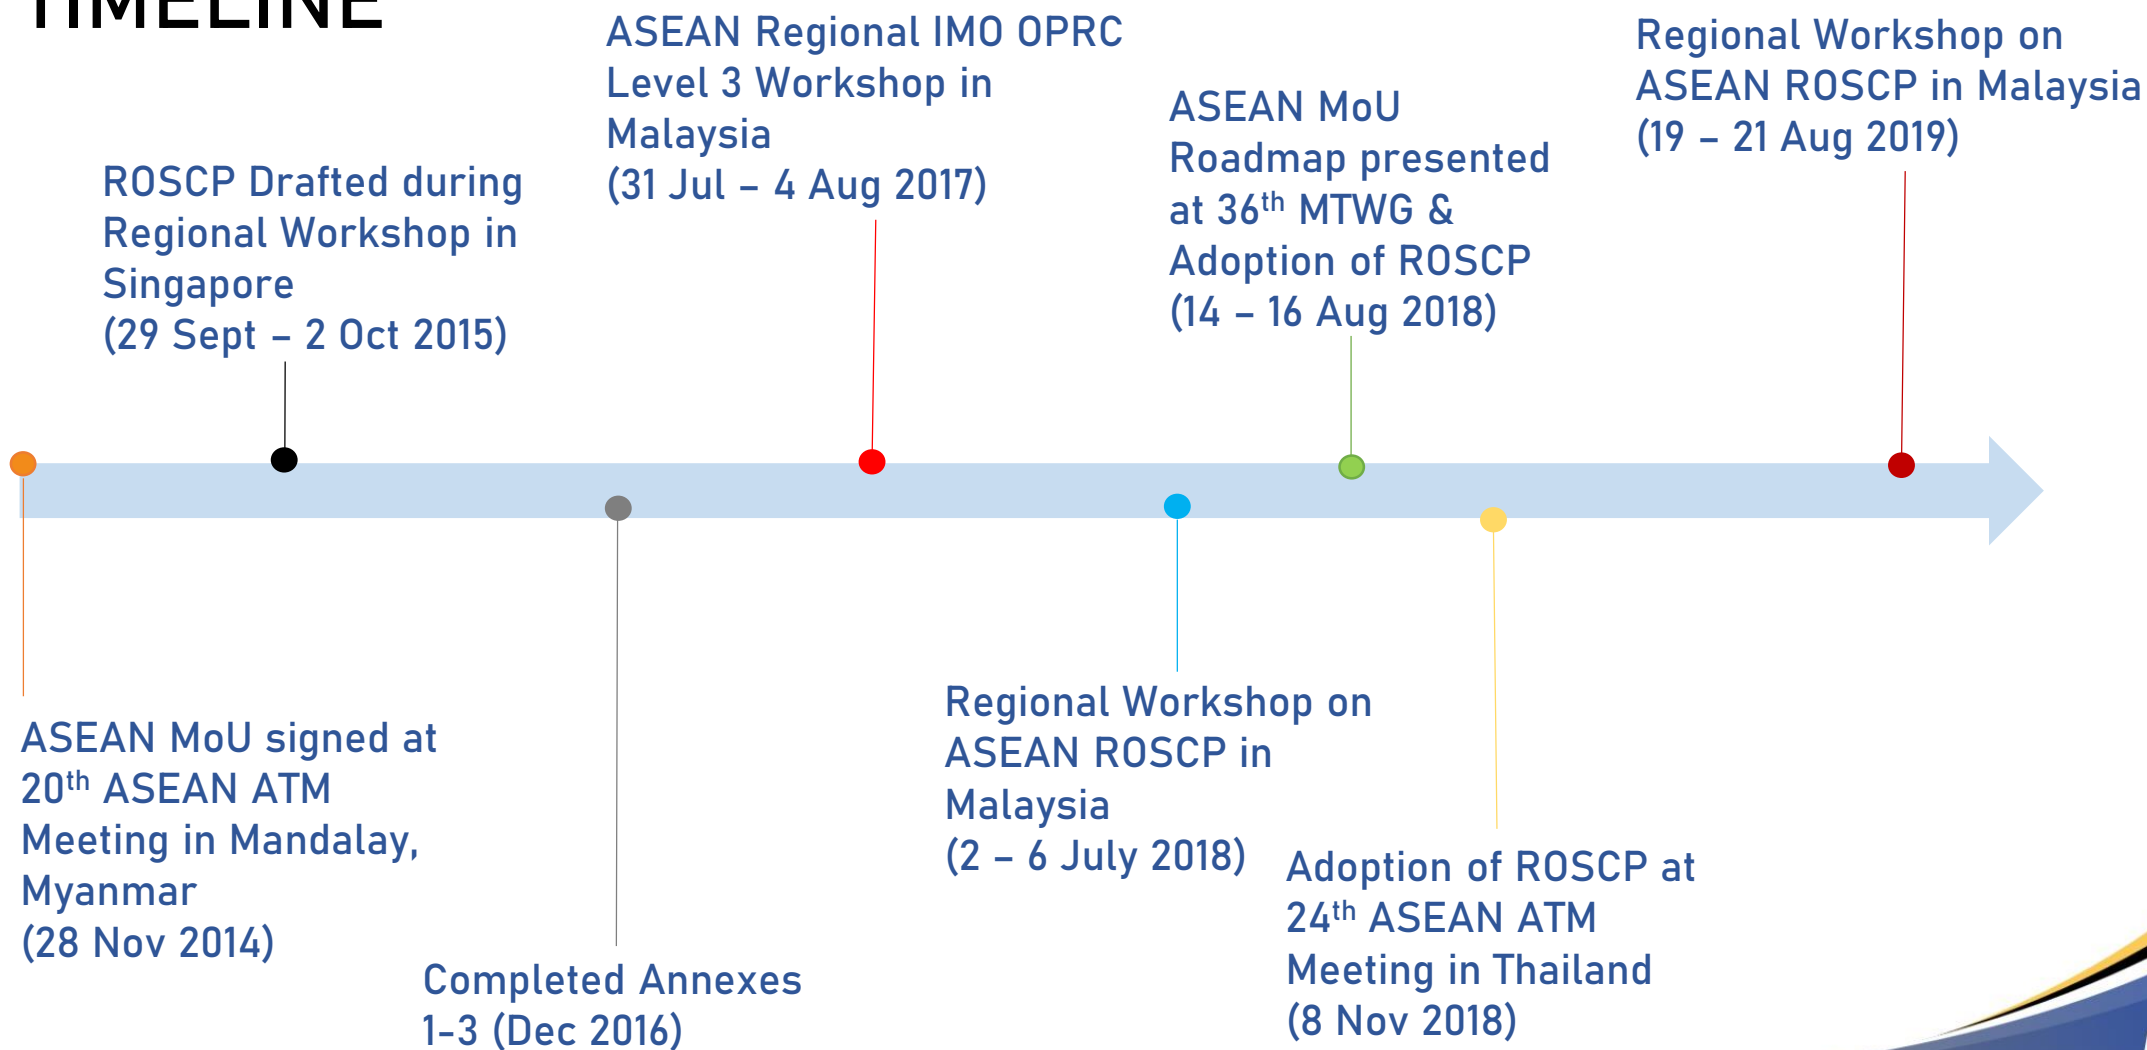 TIMELINE
ASEAN Regional IMO OPRC
Level 3 Workshop in
Malaysia
(31 Jul – 4 Aug 2017)
Regional Workshop on
ASEAN ROSCP in Malaysia
(19 – 21 Aug 2019)
ASEAN MoU
Roadmap presented
at 36th MTWG &
Adoption of ROSCP
(14 – 16 Aug 2018)
ROSCP Drafted during
Regional Workshop in
Singapore
(29 Sept – 2 Oct 2015)
ASEAN MoU signed at
20th ASEAN ATM
Meeting in Mandalay,
Myanmar
(28 Nov 2014)
Completed Annexes
1-3 (Dec 2016)
Regional Workshop on
ASEAN ROSCP in
Malaysia
(2 – 6 July 2018)
Adoption of ROSCP at
24th ASEAN ATM
Meeting in Thailand
(8 Nov 2018)